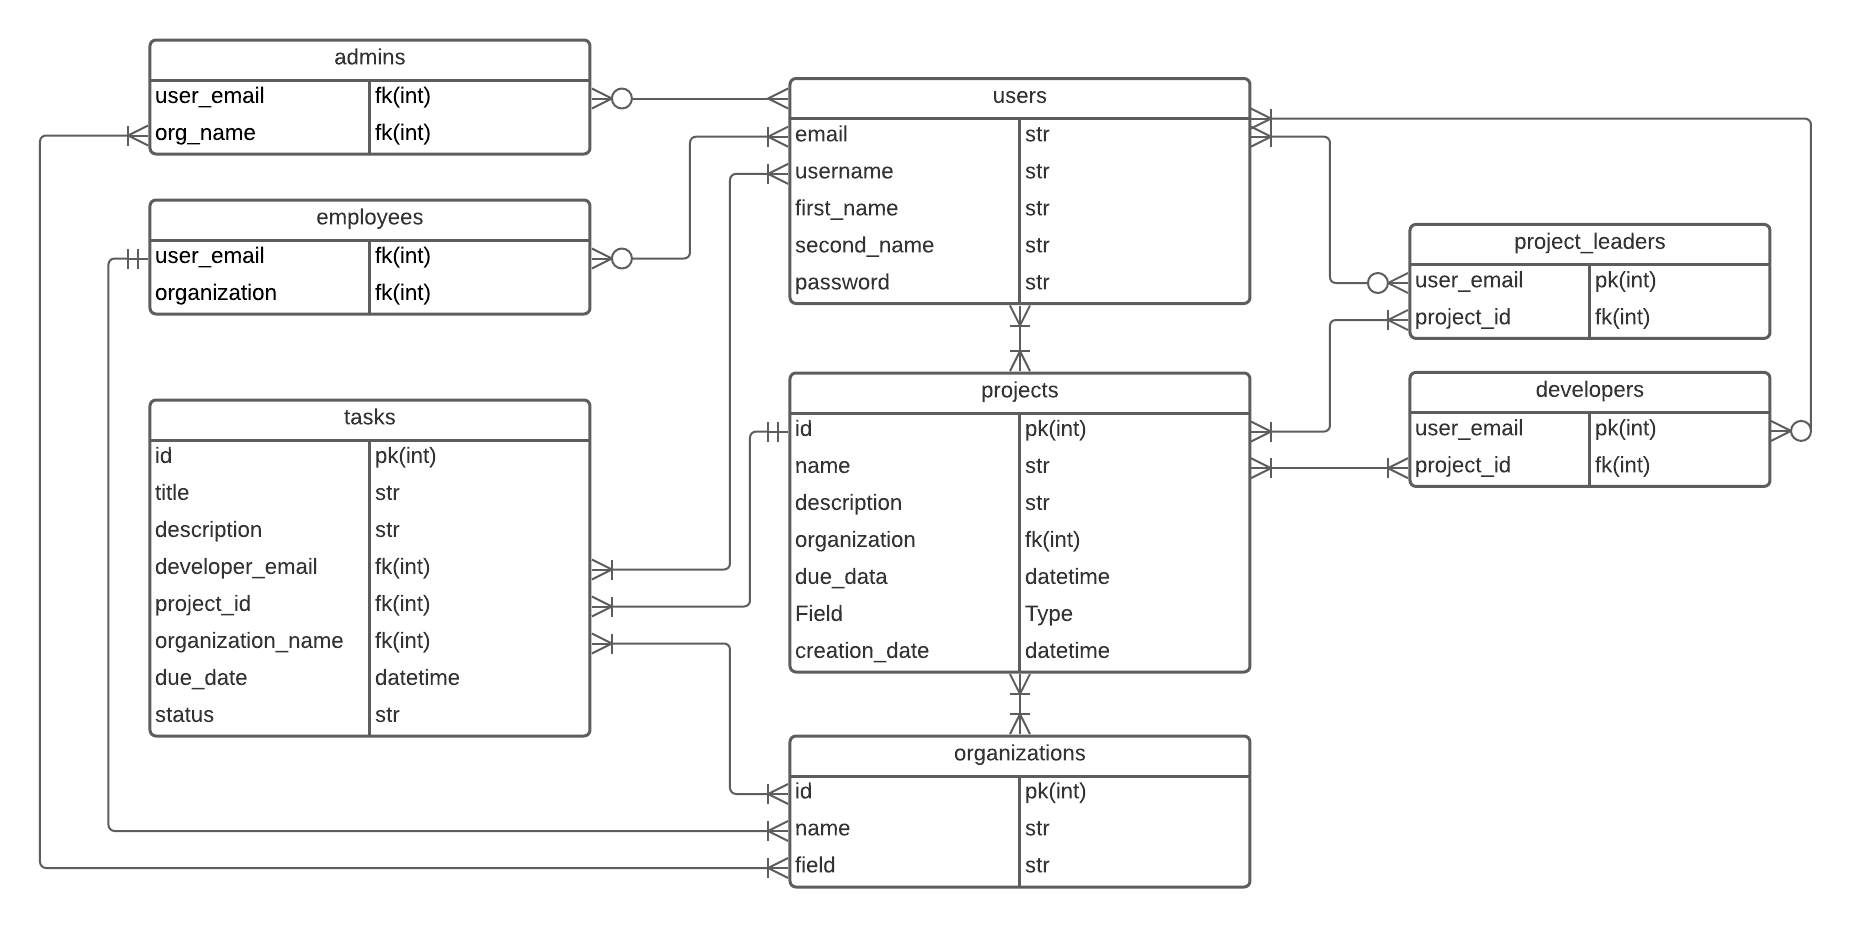 admins
user_email fk(int)
org_name fk(int)
employees
user_email fk(int)
organization fk(int)
tasks
id pk(int)
title str
description str
developer_email fk(int)
project_id fk(int)
organization_name fk(int)
due_date datetime
status str
users
email str
username str
first_name str
second_name str
password str
projects
id pk(int)
name str
description str
organization fk(int)
due_data datetime
Field Type
creation_date datetime
organizations
id pk(int)
name str
field str
project_leaders
user_email pk(int)
project_id fk(int)
developers
user_email pk(int)
project_id fk(int)